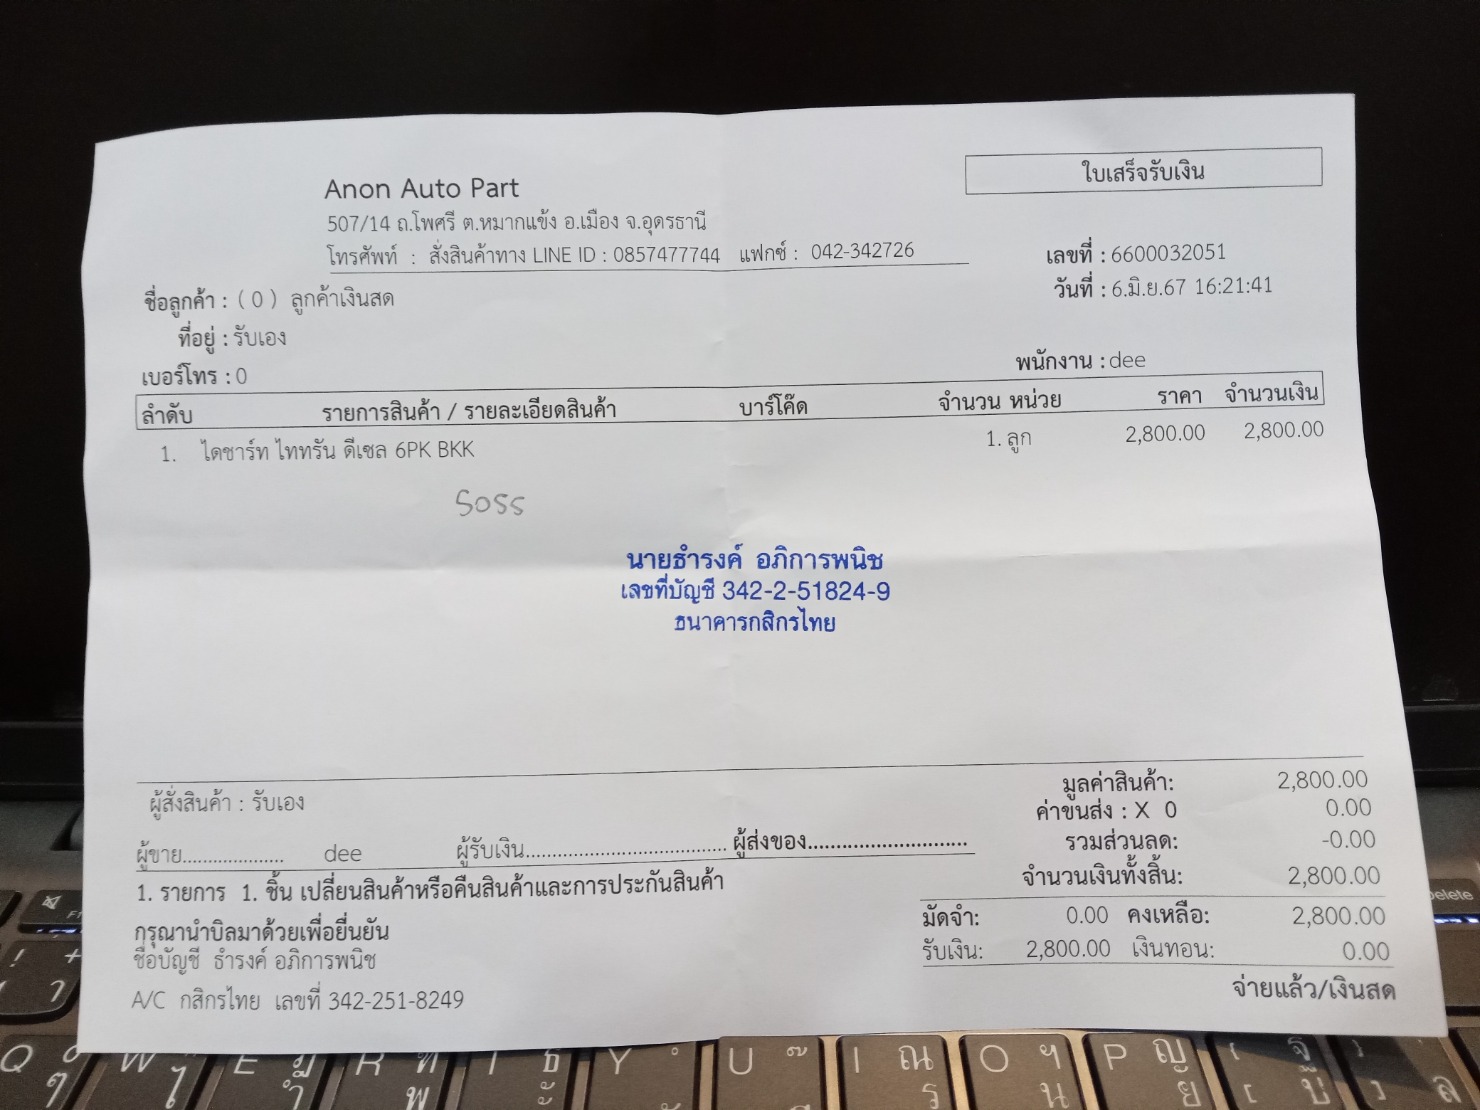 ใบเสร็จรับเงิน
Anon Auto Part
507/14 ถ.โพศรี ต.หมากแข้ง อ.เมือง จ.อุดรธานี
โทรศัพท์ : สั่งสินค้าทาง LINE ID : 0857477744 แฟกซ์ : 042-342726
เลขที่ : 6600032051
วันที่ : 6.มิ.ย.67 16:21:41
ชื่อลูกค้า : ( 0 ) ลูกค้าเงินสด
ที่อยู่ : รับเอง
เบอร์โทร : 0
พนักงาน : dee
ลำดับ รายการสินค้า / รายละเอียดสินค้า บาร์โค๊ด จำนวน หน่วย ราคา จำนวนเงิน
1. ไดชาร์ท ไททรัน ดีเซล 6PK BKK 1. ลูก 2,800.00 2,800.00
นายธำรงค์ อภิการพนิช
เลขที่บัญชี 342-2-51824-9
ธนาคารกสิกรไทย
ผู้สั่งสินค้า : รับเอง
มูลค่าสินค้า: 2,800.00
ค่าขนส่ง : X 0 0.00
รวมส่วนลด: -0.00
จำนวนเงินทั้งสิ้น: 2,800.00
ผู้ขาย.................... dee ผู้รับเงิน...................................... ผู้ส่งของ............................
1. รายการ 1. ชิ้น เปลี่ยนสินค้าหรือคืนสินค้าและการประกันสินค้า
กรุณานำบิลมาด้วยเพื่อยื่นยัน
มัดจำ: 0.00 คงเหลือ: 2,800.00
รับเงิน: 2,800.00 เงินทอน: 0.00
ชื่อบัญชี ธำรงค์ อภิการพนิช
A/C กสิกรไทย เลขที่ 342-251-8249
จ่ายแล้ว/เงินสด
elete
Q W E R Y U I O P